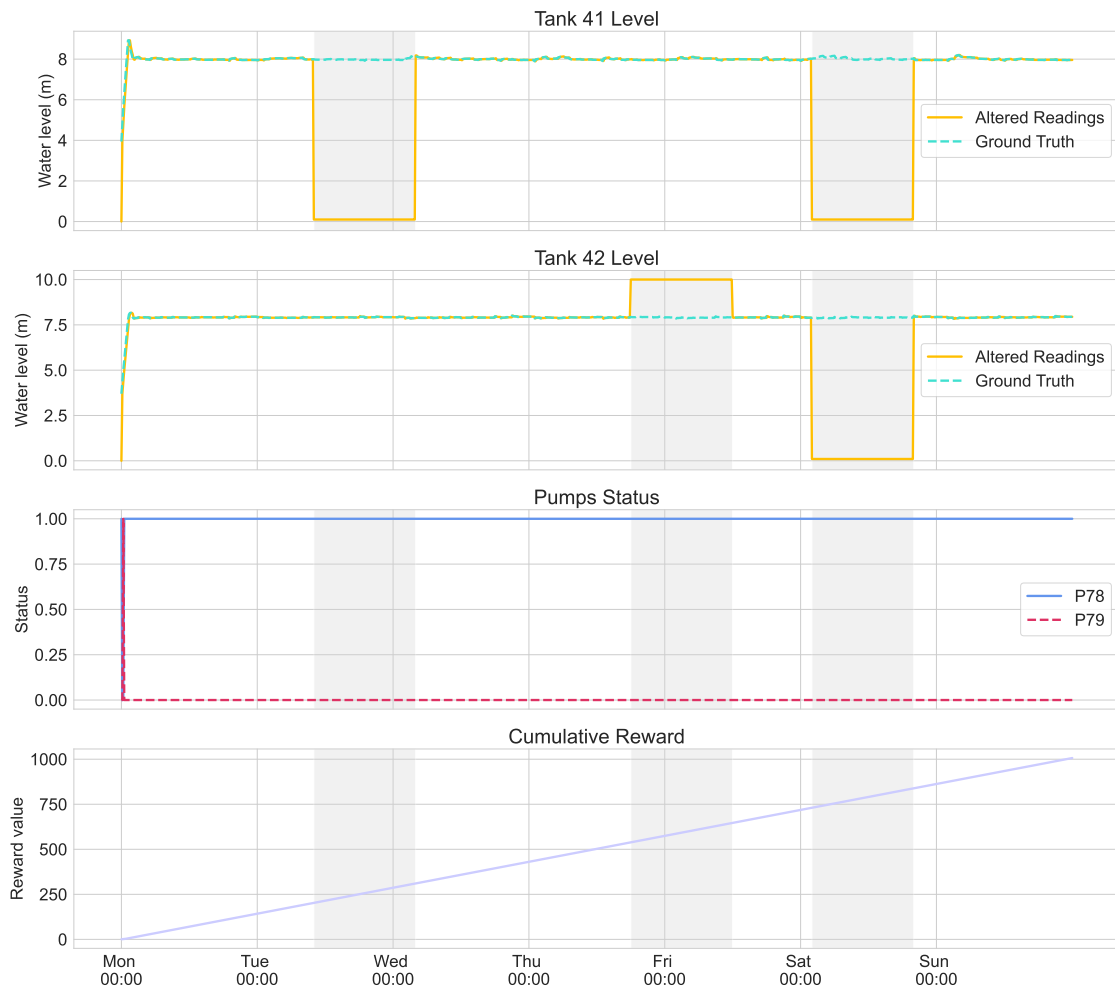 Tank 41 Level
8
6
4
2
0
Water level (m)
Altered Readings
Ground Truth
Tank 42 Level
10.0
7.5
5.0
2.5
0.0
Water level (m)
Altered Readings
Ground Truth
Pumps Status
1.00
0.75
0.50
0.25
0.00
Status
P78
P79
Cumulative Reward
1000
750
500
250
0
Reward value
Mon Tue Wed Thu Fri Sat Sun
00:00 00:00 00:00 00:00 00:00 00:00 00:00